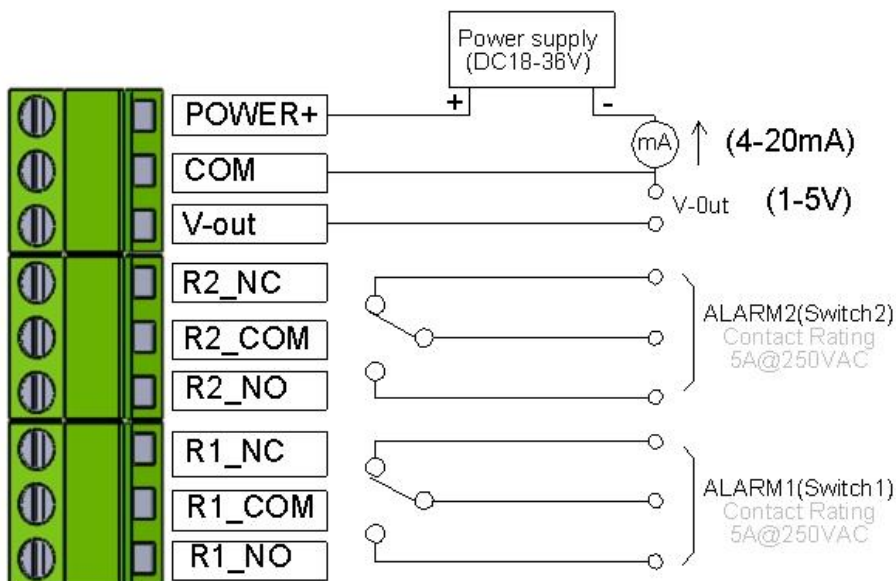 Power supply
(DC18-36V)
+ -
POWER+
mA
(4-20mA)
COM
V-0ut (1-5V)
V-out
R2_NC
R2_COM
R2_NO
ALARM2(Switch2)
Contact Rating
5A@250VAC
R1_NC
R1_COM
R1_NO
ALARM1(Switch1)
Contact Rating
5A@250VAC